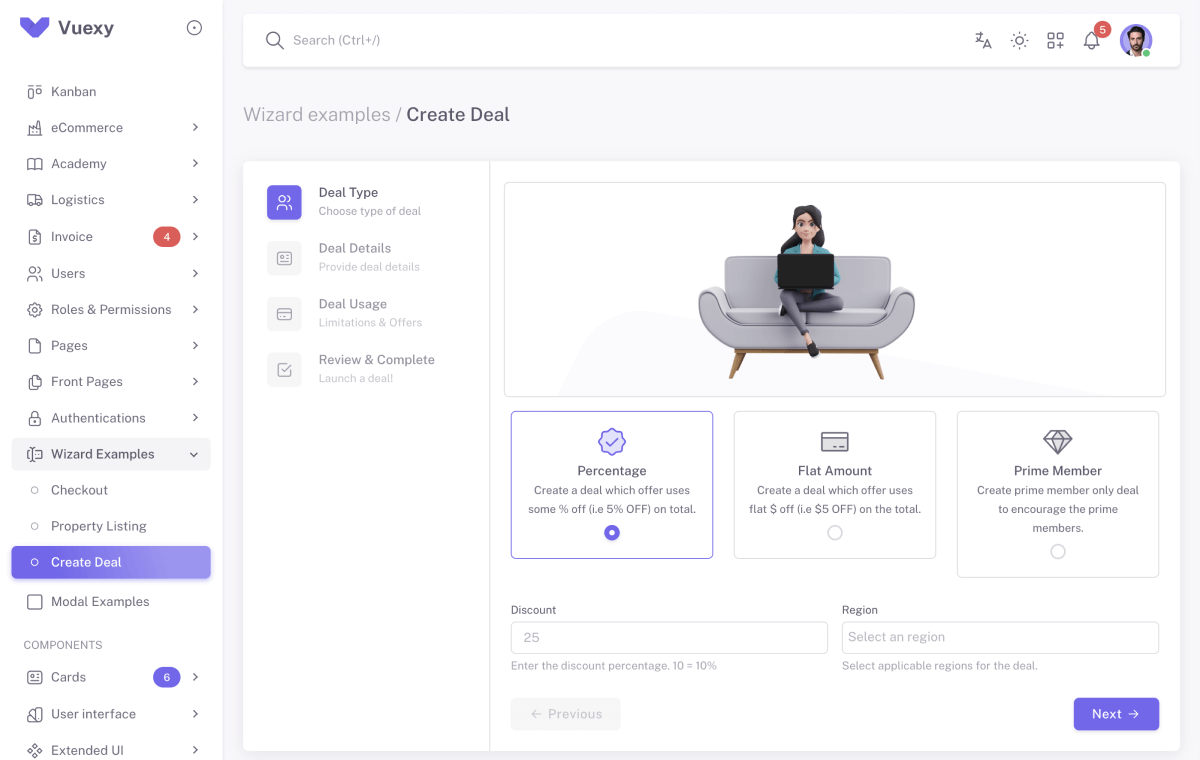 Vuexy
Search (Ctrl+/)
5
Kanban
eCommerce
Academy
Logistics
Invoice
4
Users
Roles & Permissions
Pages
Front Pages
Authentications
Wizard Examples
Checkout
Property Listing
Create Deal
Modal Examples
COMPONENTS
Cards
6
User interface
Extended UI
Wizard examples / Create Deal
Deal Type
Choose type of deal
Deal Details
Provide deal details
Deal Usage
Limitations & Offers
Review & Complete
Launch a deal!
Percentage
Create a deal which offer uses
some % off (i.e 5% OFF) on total.
Flat Amount
Create a deal which offer uses
flat $ off (i.e $5 OFF) on the total.
Prime Member
Create prime member only deal
to encourage the prime
members.
Discount
25
Enter the discount percentage. 10 = 10%
Region
Select an region
Select applicable regions for the deal.
← Previous
Next →